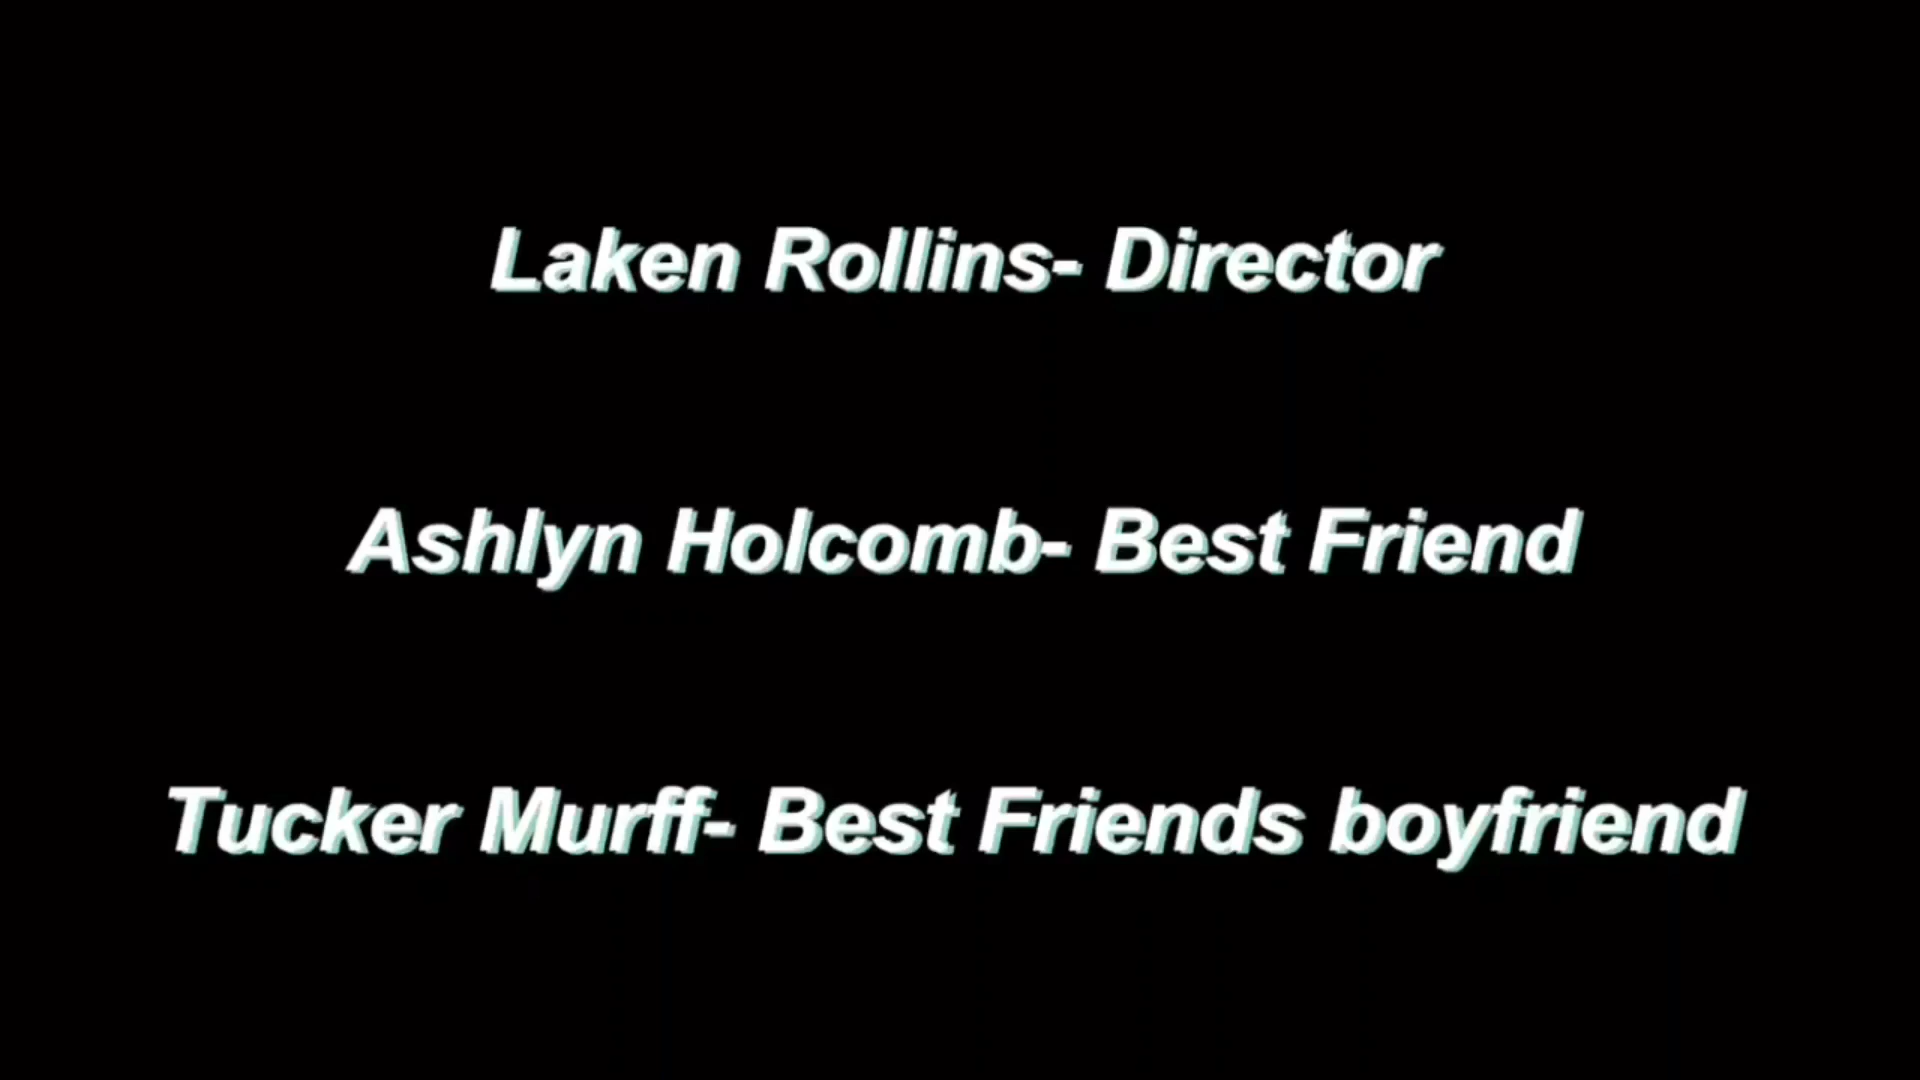 Laken Rollins- Director
Ashlyn Holcomb- Best Friend
Tucker Murff- Best Friends boyfriend